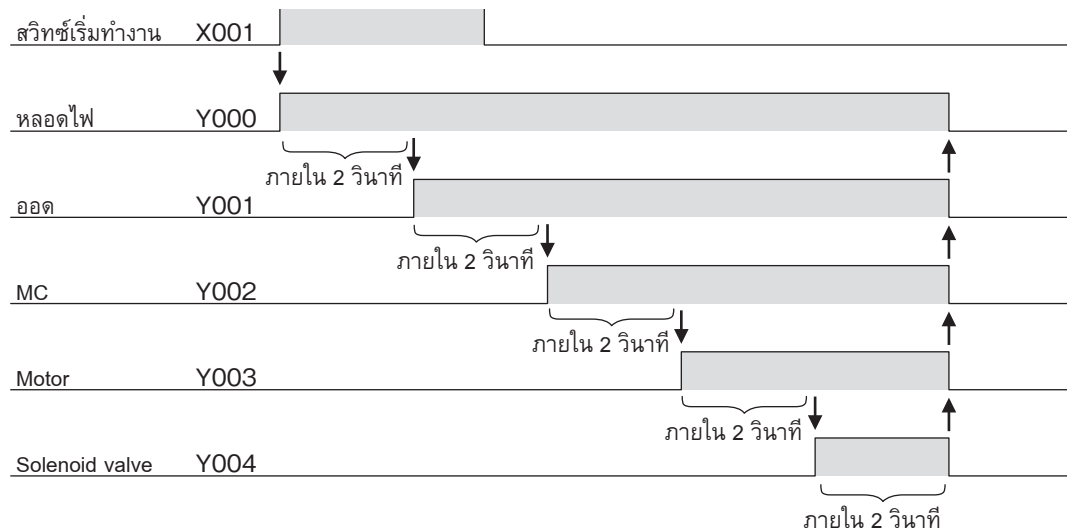 สวิทซ์เริ่มทำงาน X001
หลอดไฟ Y000
ภายใน 2 วินาที
ออด Y001
ภายใน 2 วินาที
MC Y002
ภายใน 2 วินาที
Motor Y003
ภายใน 2 วินาที
Solenoid valve Y004
ภายใน 2 วินาที